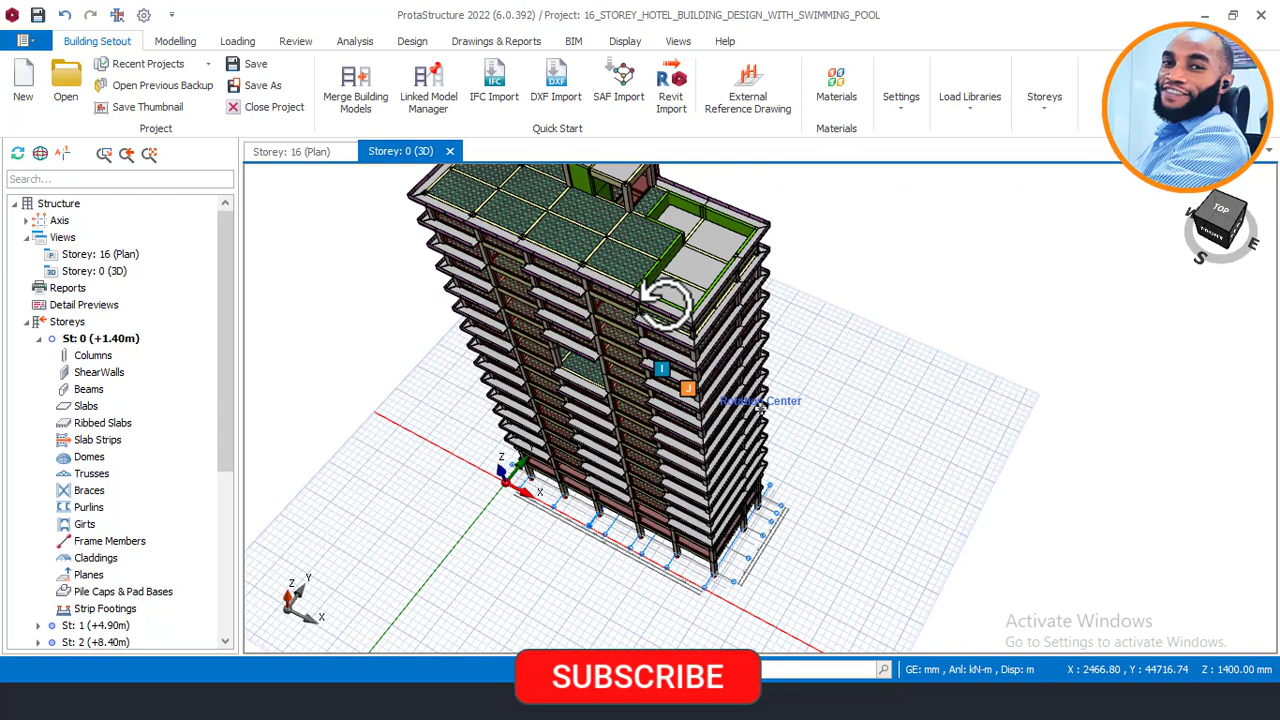 ProtaStructure 2022 (6.0.392) / Project: 16_STOREY_HOTEL_BUILDING_DESIGN_WITH_SWIMMING_POOL
Building Setout Modelling Loading Review Analysis Design Drawings & Reports BIM Display Views Help
New
Open
Recent Projects
Open Previous Backup
Save Thumbnail
Save
Save As
Close Project
Project
Merge Building Models
Linked Model Manager
IFC Import
DXF Import
SAF Import
Revit Import
External Reference Drawing
Quick Start
Materials
Materials
Settings
Load Libraries
Storeys
Storey: 16 (Plan)
Storey: 0 (3D)
Search...
Structure
Axis
Views
Storey: 16 (Plan)
Storey: 0 (3D)
Reports
Detail Previews
Storeys
St: 0 (+1.40m)
Columns
ShearWalls
Beams
Slabs
Ribbed Slabs
Slab Strips
Domes
Trusses
Braces
Purlins
Girts
Frame Members
Claddings
Planes
Pile Caps & Pad Bases
Strip Footings
St: 1 (+4.90m)
St: 2 (+8.40m)
TOP
FRONT
W
E
S
I
J
Center
Z
X
Z
Y
X
Activate Windows
Go to Settings to activate Windows.
SUBSCRIBE
GE: mm , Anl: kN-m , Disp: m
X : 2466.80 , Y : 44716.74
Z : 1400.00 mm